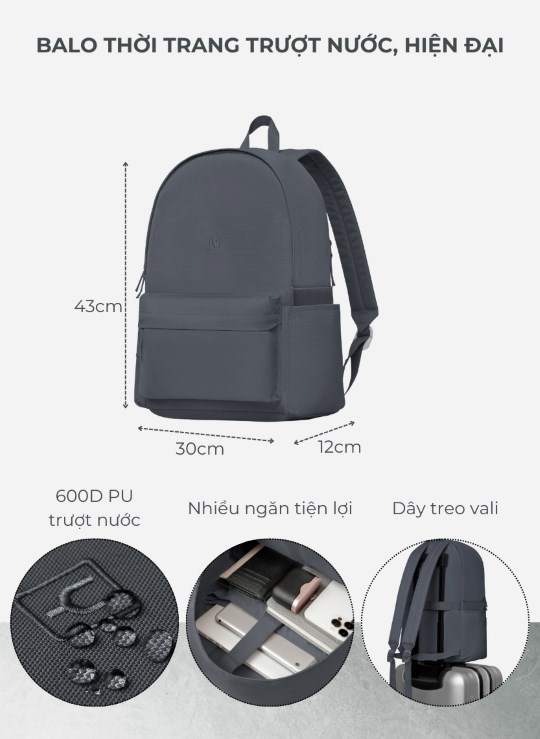 BALO THỜI TRANG TRƯỢT NƯỚC, HIỆN ĐẠI
43cm
30cm
12cm
600D PU
trượt nước
Nhiều ngăn tiện lợi
Dây treo vali